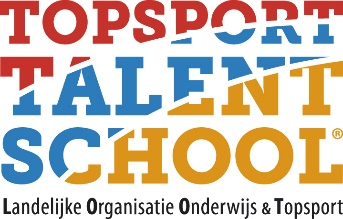 TOPSPORT
TALENT
SCHOOL®
Landelijke Organisatie Onderwijs & Topsport